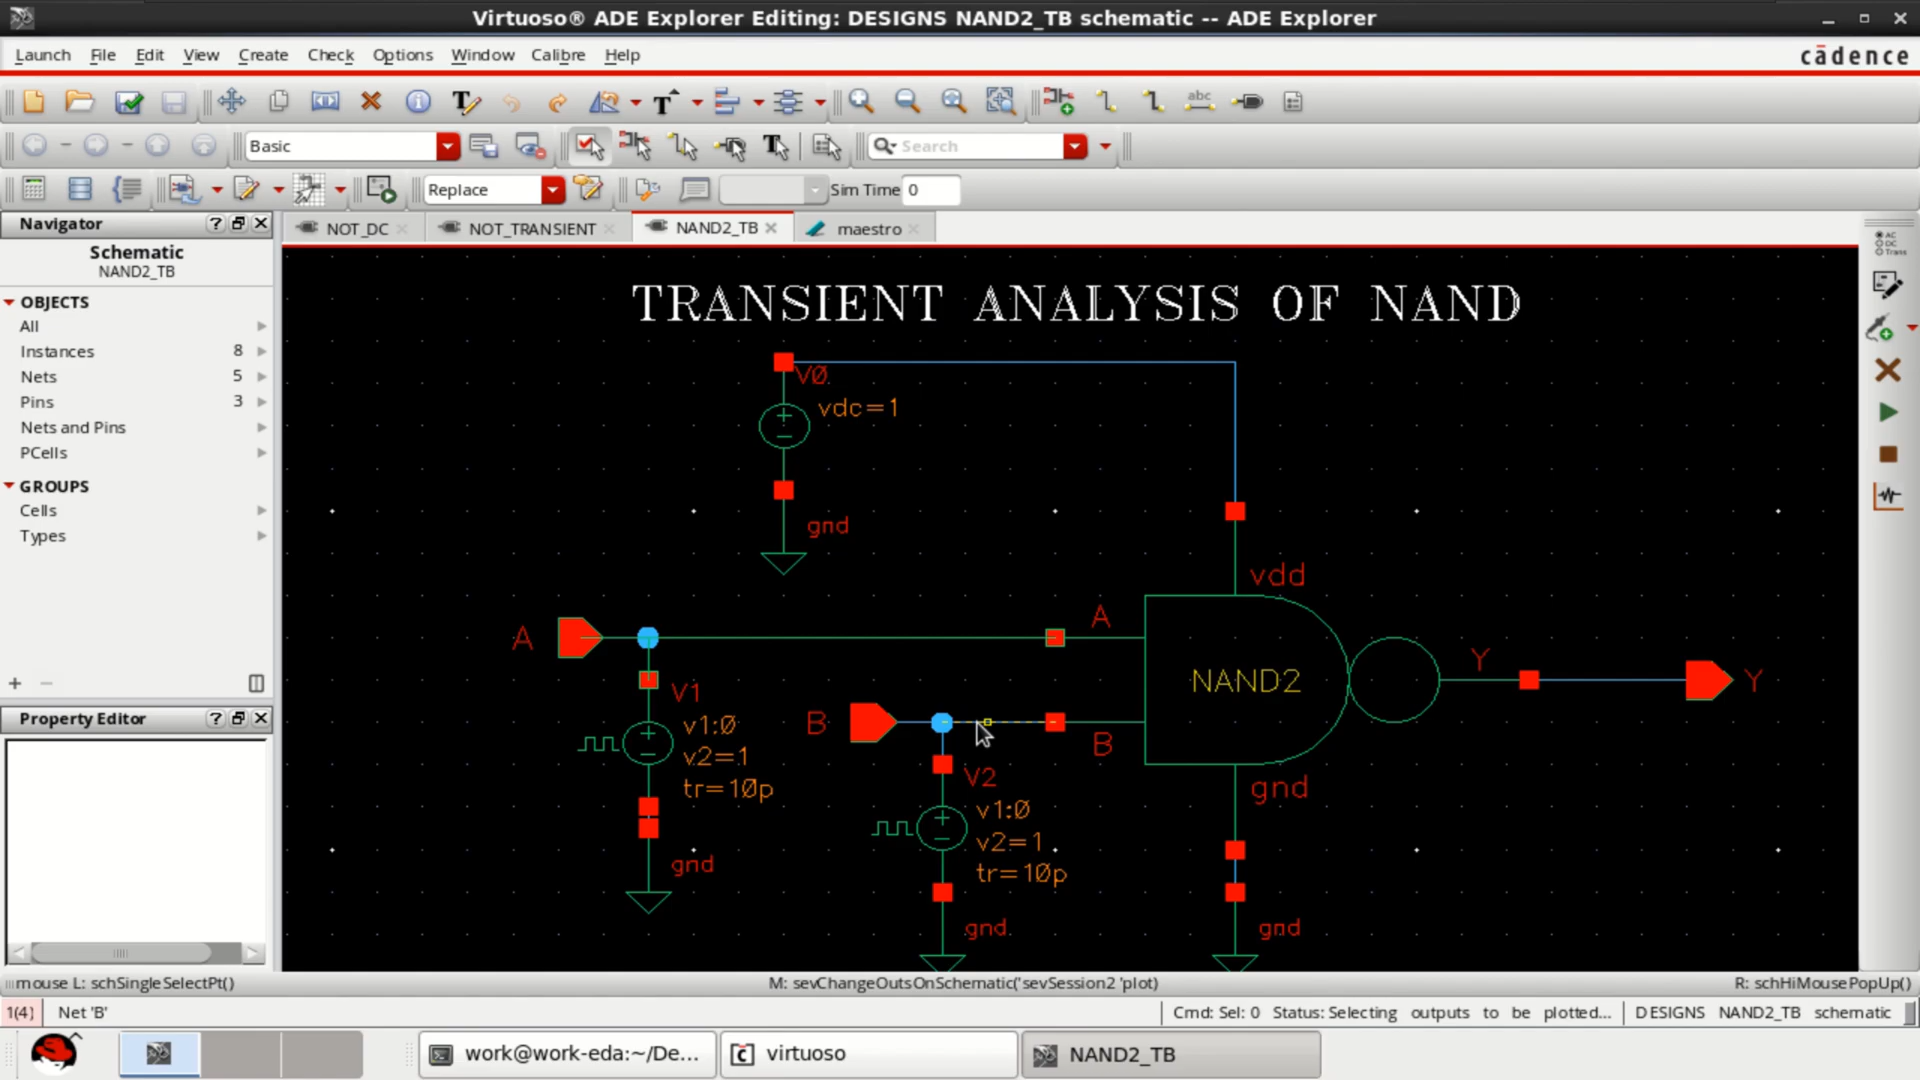 Virtuoso® ADE Explorer Editing: DESIGNS NAND2_TB schematic -- ADE Explorer
Launch File Edit View Create Check Options Window Calibre Help
cādence
abc
Basic
Search
Replace
Sim Time 0
Navigator
NOT_DC
NOT_TRANSIENT
NAND2_TB
maestro
Schematic
NAND2_TB
OBJECTS
All
Instances 8
Nets 5
Pins 3
Nets and Pins
PCells
GROUPS
Cells
Types
Property Editor
AC
DC
Trans
TRANSIENT ANALYSIS OF NAND
V0
vdc=1
gnd
vdd
A
A
V1
v1:0
v2=1
tr=10p
gnd
B
B
V2
v1:0
v2=1
tr=10p
gnd
NAND2
Y
Y
gnd
gnd
mouse L: schSingleSelectPt()
M: sevChangeOutsOnSchematic('sevSession2 'plot)
R: schHiMousePopUp()
1(4)
Net 'B'
Cmd: Sel: 0 Status: Selecting outputs to be plotted...
DESIGNS NAND2_TB schematic
work@work-eda:~/De...
virtuoso
NAND2_TB